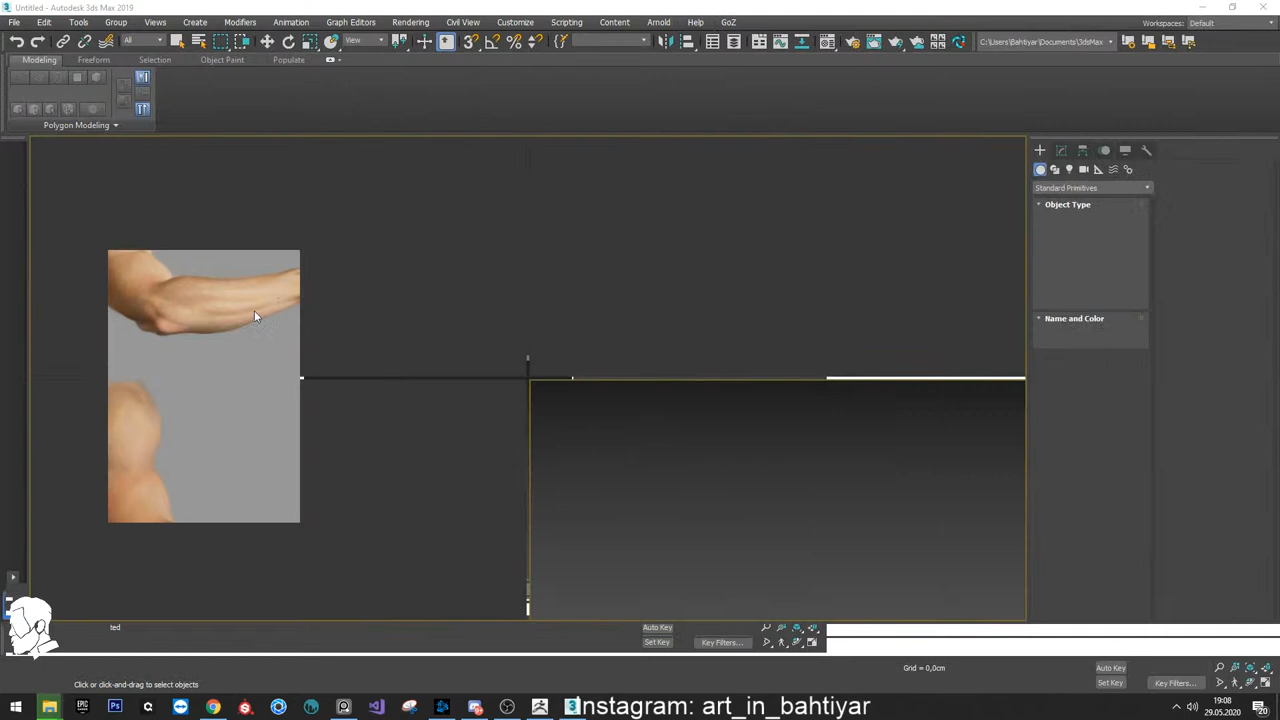 Untitled - Autodesk 3ds Max 2019
File Edit Tools Group Views Create Modifiers Animation Graph Editors Rendering Civil View Customize Scripting Content Arnold Help GoZ
Workspaces: Default
All
View
C:\Users\Bahtiyar\Documents\3dsMax
Modeling Freeform Selection Object Paint Populate
Polygon Modeling
Standard Primitives
Object Type
Name and Color
ted
Auto Key
Set Key Key Filters...
Grid = 0,0cm
Auto Key
Set Key Key Filters...
Click or click-and-drag to select objects
Instagram: art_in_bahtiyar
19:08
29.05.2020